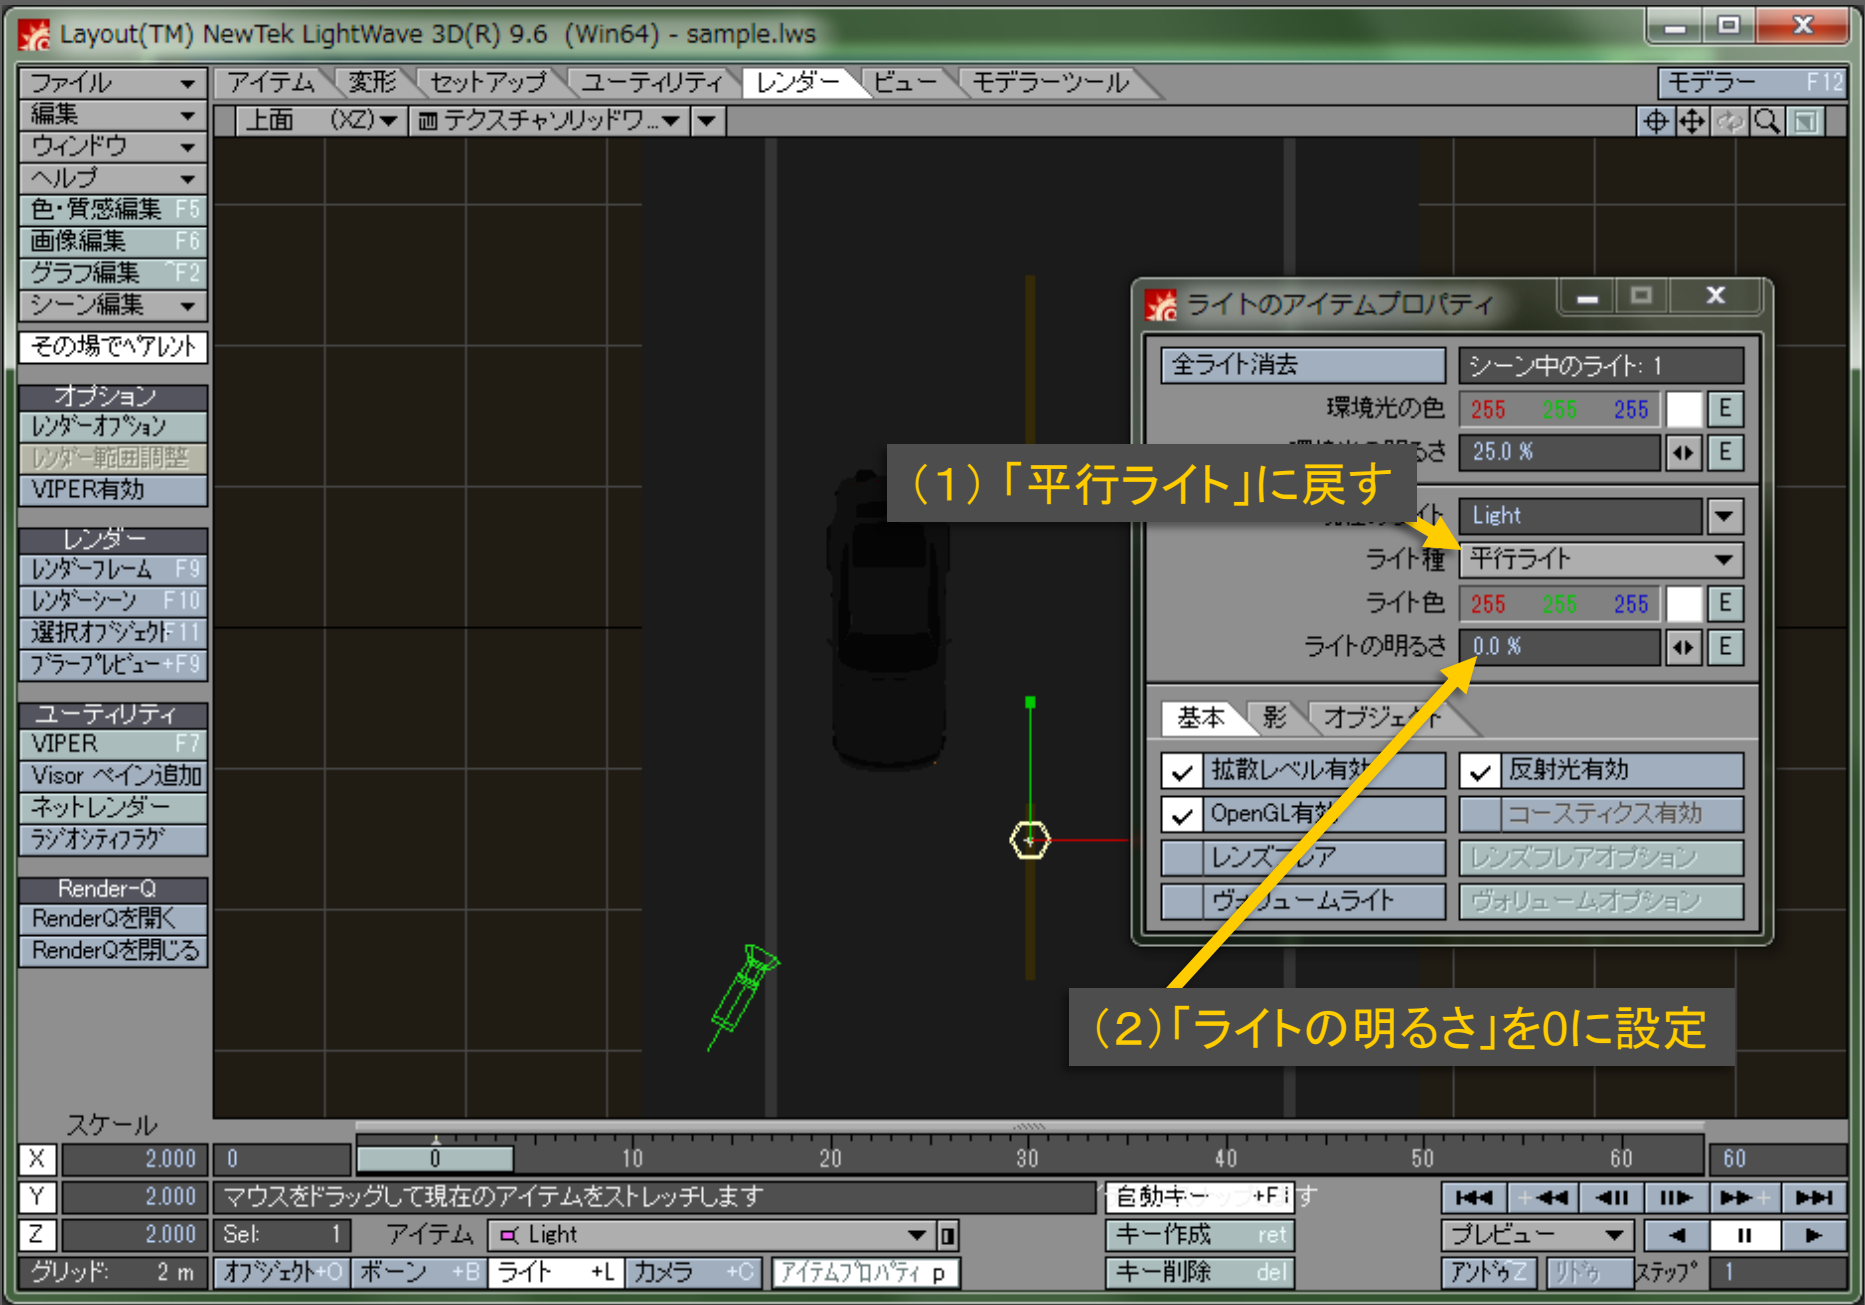 Layout(TM) NewTek LightWave 3D(R) 9.6 (Win64) - sample.lws
ファイル
アイテム 変形 セットアップ ユーティリティ レンダー ビュー モデラーツール
モデラー F12
編集
上面 (XZ) テクスチャソリッドワ...
ウィンドウ
ヘルプ
色・質感編集 F5
画像編集 F6
グラフ編集 ^F2
シーン編集
その場でペアレント
オプション
レンダーオプション
レンダー範囲調整
VIPER有効
レンダー
レンダーフレーム F9
レンダーシーン F10
選択オブジェクト F11
ブラープレビュー +F9
ユーティリティ
VIPER F7
Visor ペイン追加
ネットレンダー
ラジオシティフラグ
Render-Q
RenderQを開く
RenderQを閉じる
ライトのアイテムプロパティ
全ライト消去 シーン中のライト: 1
環境光の色 255 255 255 E
るさ 25.0 % E
(1)「平行ライト」に戻す
イト Light
ライト種 平行ライト
ライト色 255 255 255 E
ライトの明るさ 0.0 % E
基本 影 オブジェクト
拡散レベル有効 反射光有効
OpenGL有効 コースティクス有効
レンズフレア レンズフレアオプション
ヴォリュームライト ヴォリュームオプション
(2)「ライトの明るさ」を0に設定
スケール
X 2.000 0 0 10 20 30 40 50 60 60
Y 2.000 マウスをドラッグして現在のアイテムをストレッチします 自動キー +F1
Z 2.000 Sel: 1 アイテム Light キー作成 ret プレビュー
グリッド: 2 m オブジェクト+O ボーン +B ライト +L カメラ +C アイテムプロパティ p キー削除 del アンドゥ Z リドゥ ステップ 1